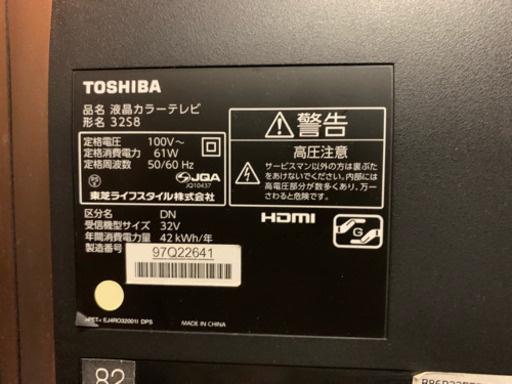 TOSHIBA
品名 液晶カラーテレビ
形名 32S8
定格電圧 100V~
定格消費電力 61W
定格周波数 50/60 Hz
JQA
JQ10437
東芝ライフスタイル株式会社
区分名 DN
受信機型サイズ 32V
年間消費電力量 42 kWh/年
製造番号 97Q22641
EJ4RO32001I DPS
MADE IN CHINA
警告
高圧注意
サービスマン以外の方は裏ぶた
をあけないでください。内部には
高電圧部分が数多くあり、万一
さわると危険です。
HDMI
G
82